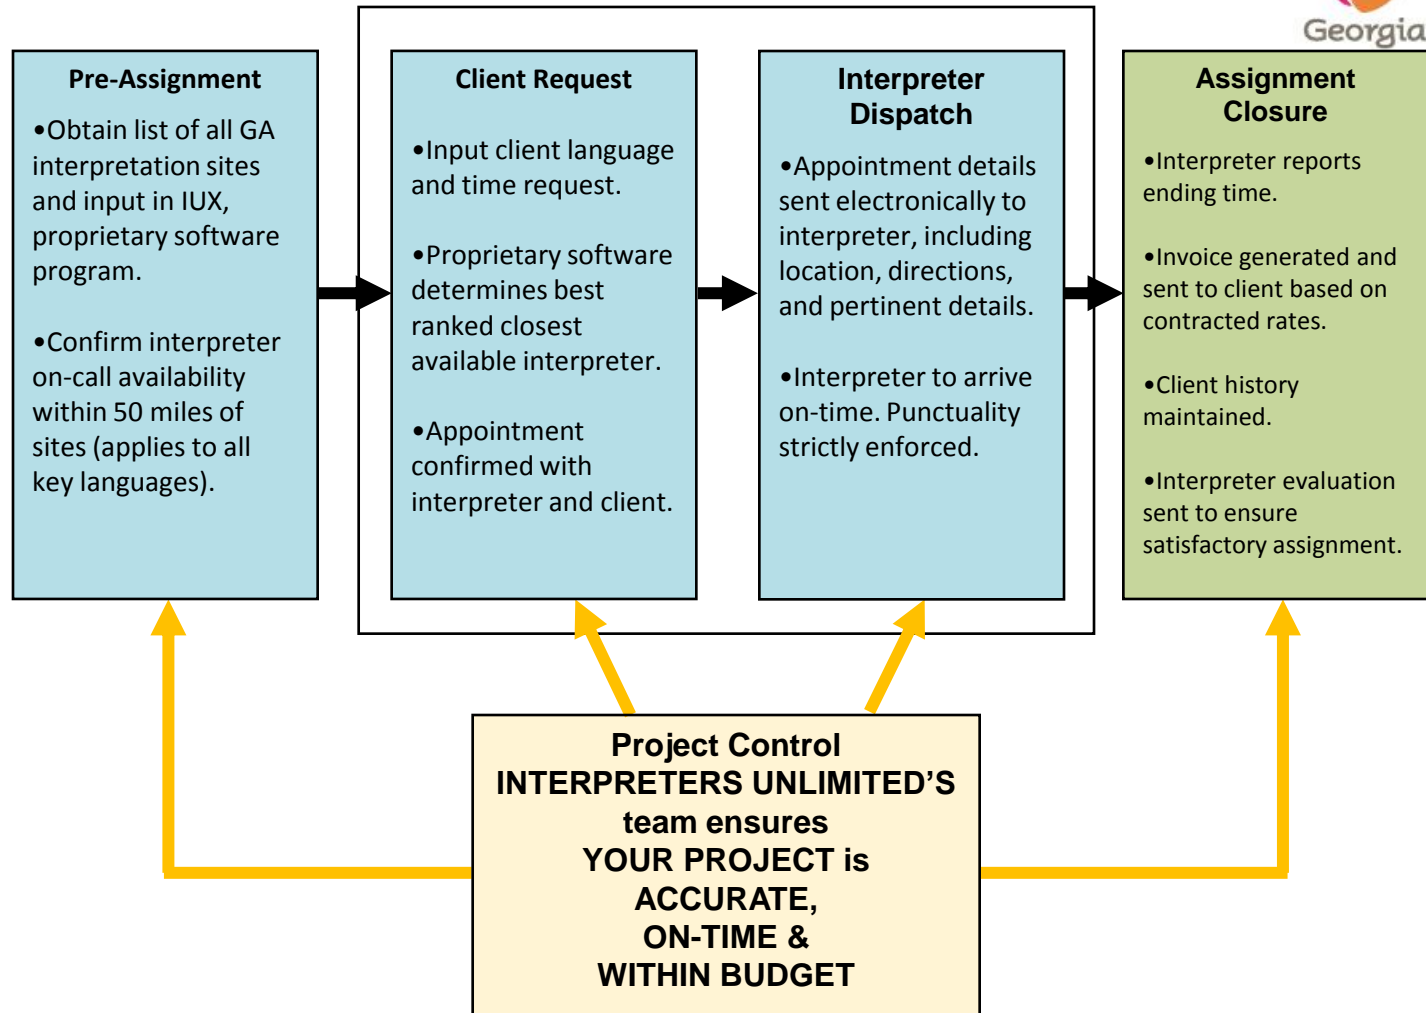 Georgia
Pre-Assignment
•Obtain list of all GA
interpretation sites
and input in IUX,
proprietary software
program.
•Confirm interpreter
on-call availability
within 50 miles of
sites (applies to all
key languages).
Client Request
•Input client language
and time request.
•Proprietary software
determines best
ranked closest
available interpreter.
•Appointment
confirmed with
interpreter and client.
Interpreter
Dispatch
•Appointment details
sent electronically to
interpreter, including
location, directions,
and pertinent details.
•Interpreter to arrive
on-time. Punctuality
strictly enforced.
Assignment
Closure
•Interpreter reports
ending time.
•Invoice generated and
sent to client based on
contracted rates.
•Client history
maintained.
•Interpreter evaluation
sent to ensure
satisfactory assignment.
Project Control
INTERPRETERS UNLIMITED’S
team ensures
YOUR PROJECT is
ACCURATE,
ON-TIME &
WITHIN BUDGET